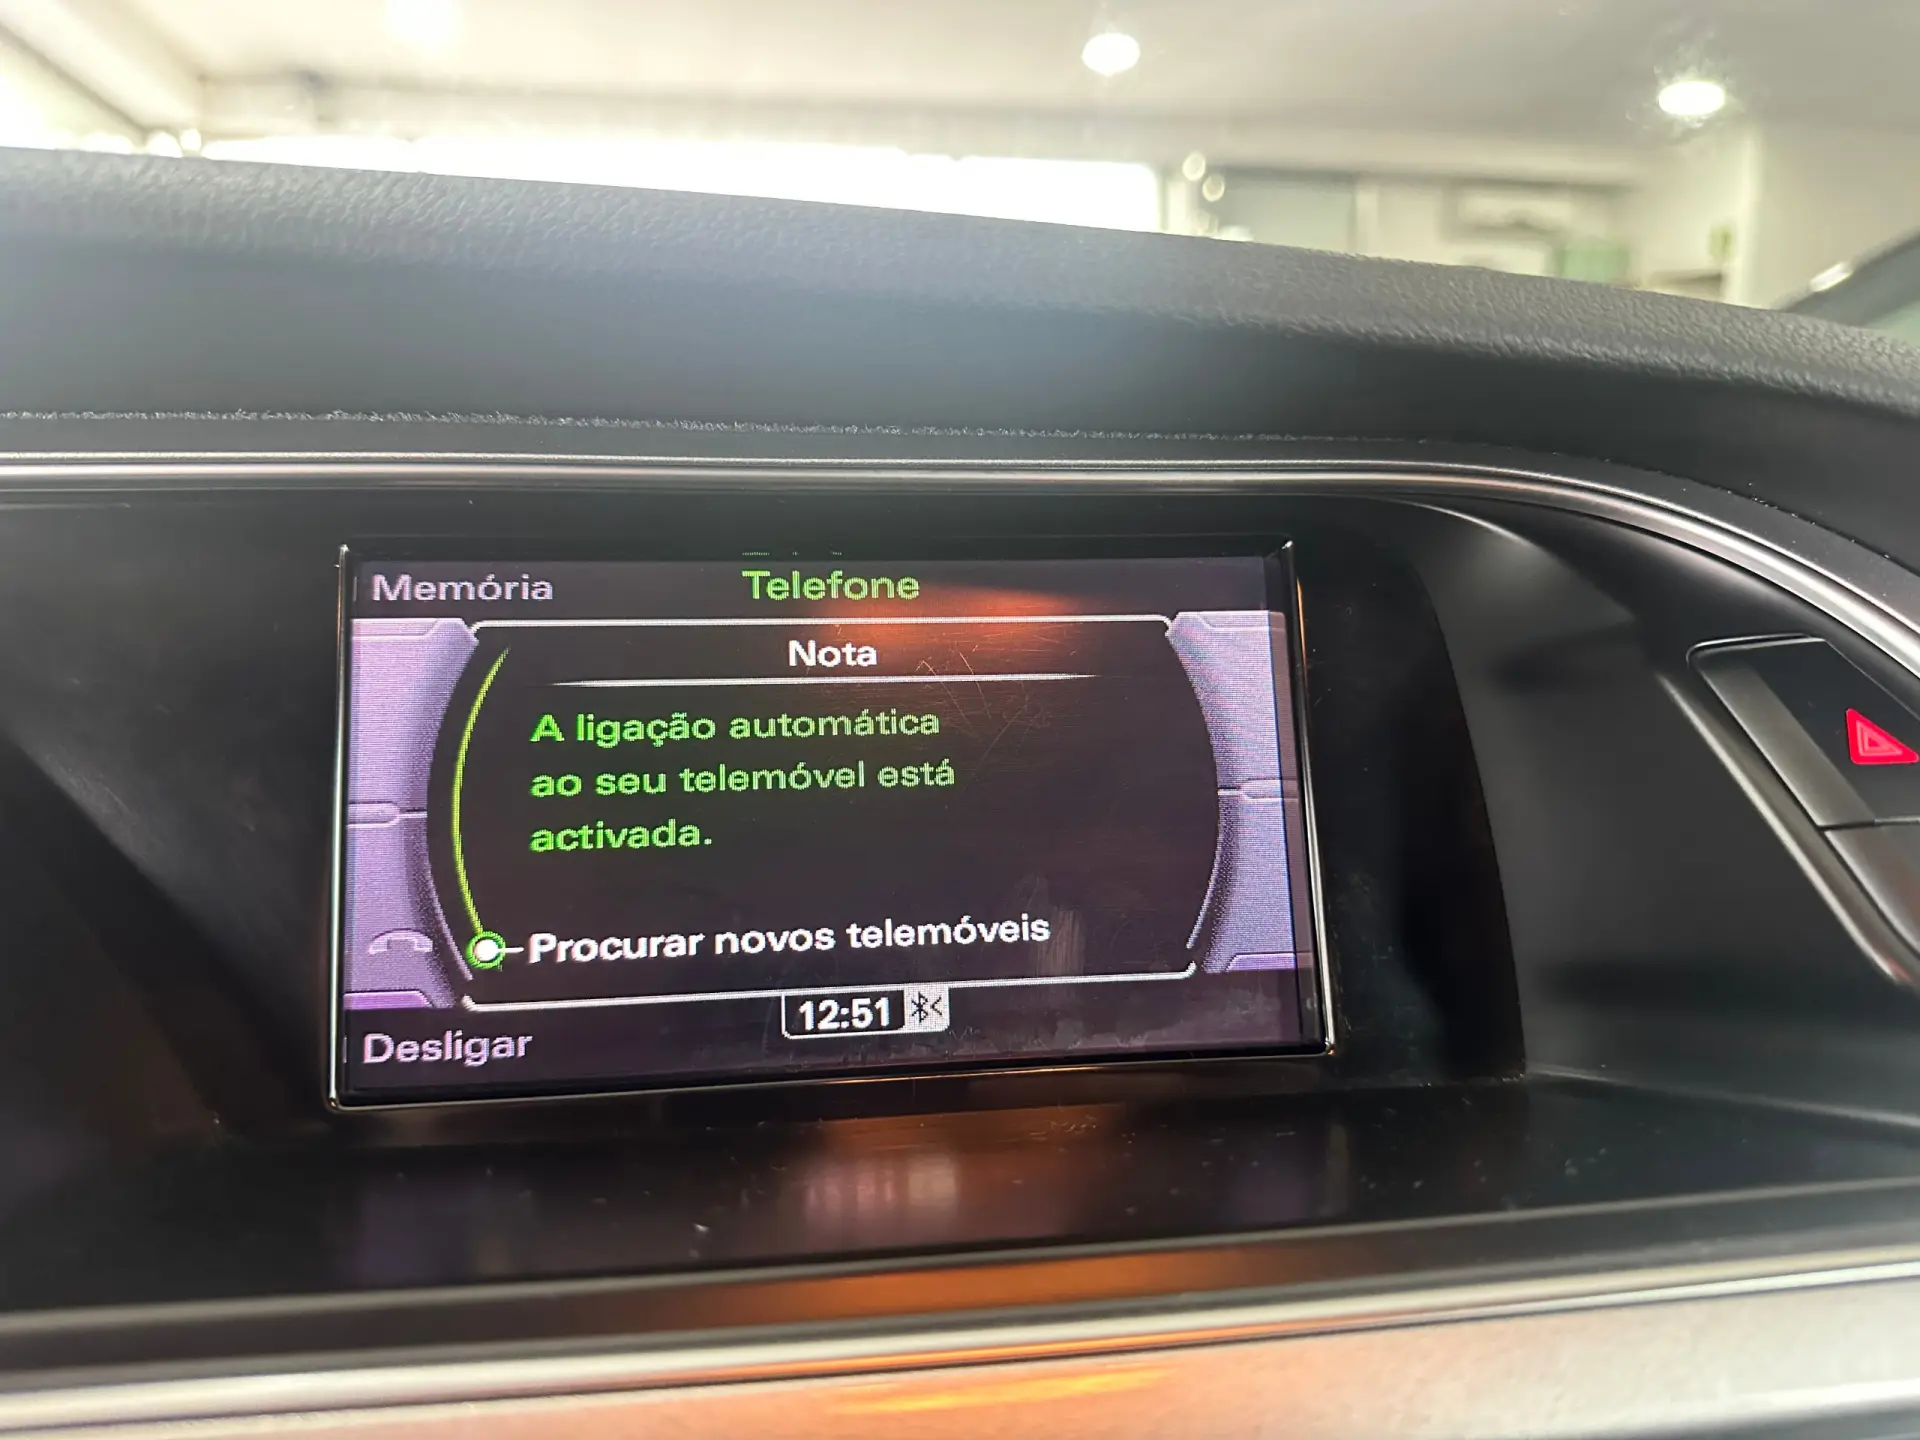 Memória
Telefone
Nota
A ligação automática
ao seu telemóvel está
activada.
Procurar novos telemóveis
12:51
Desligar